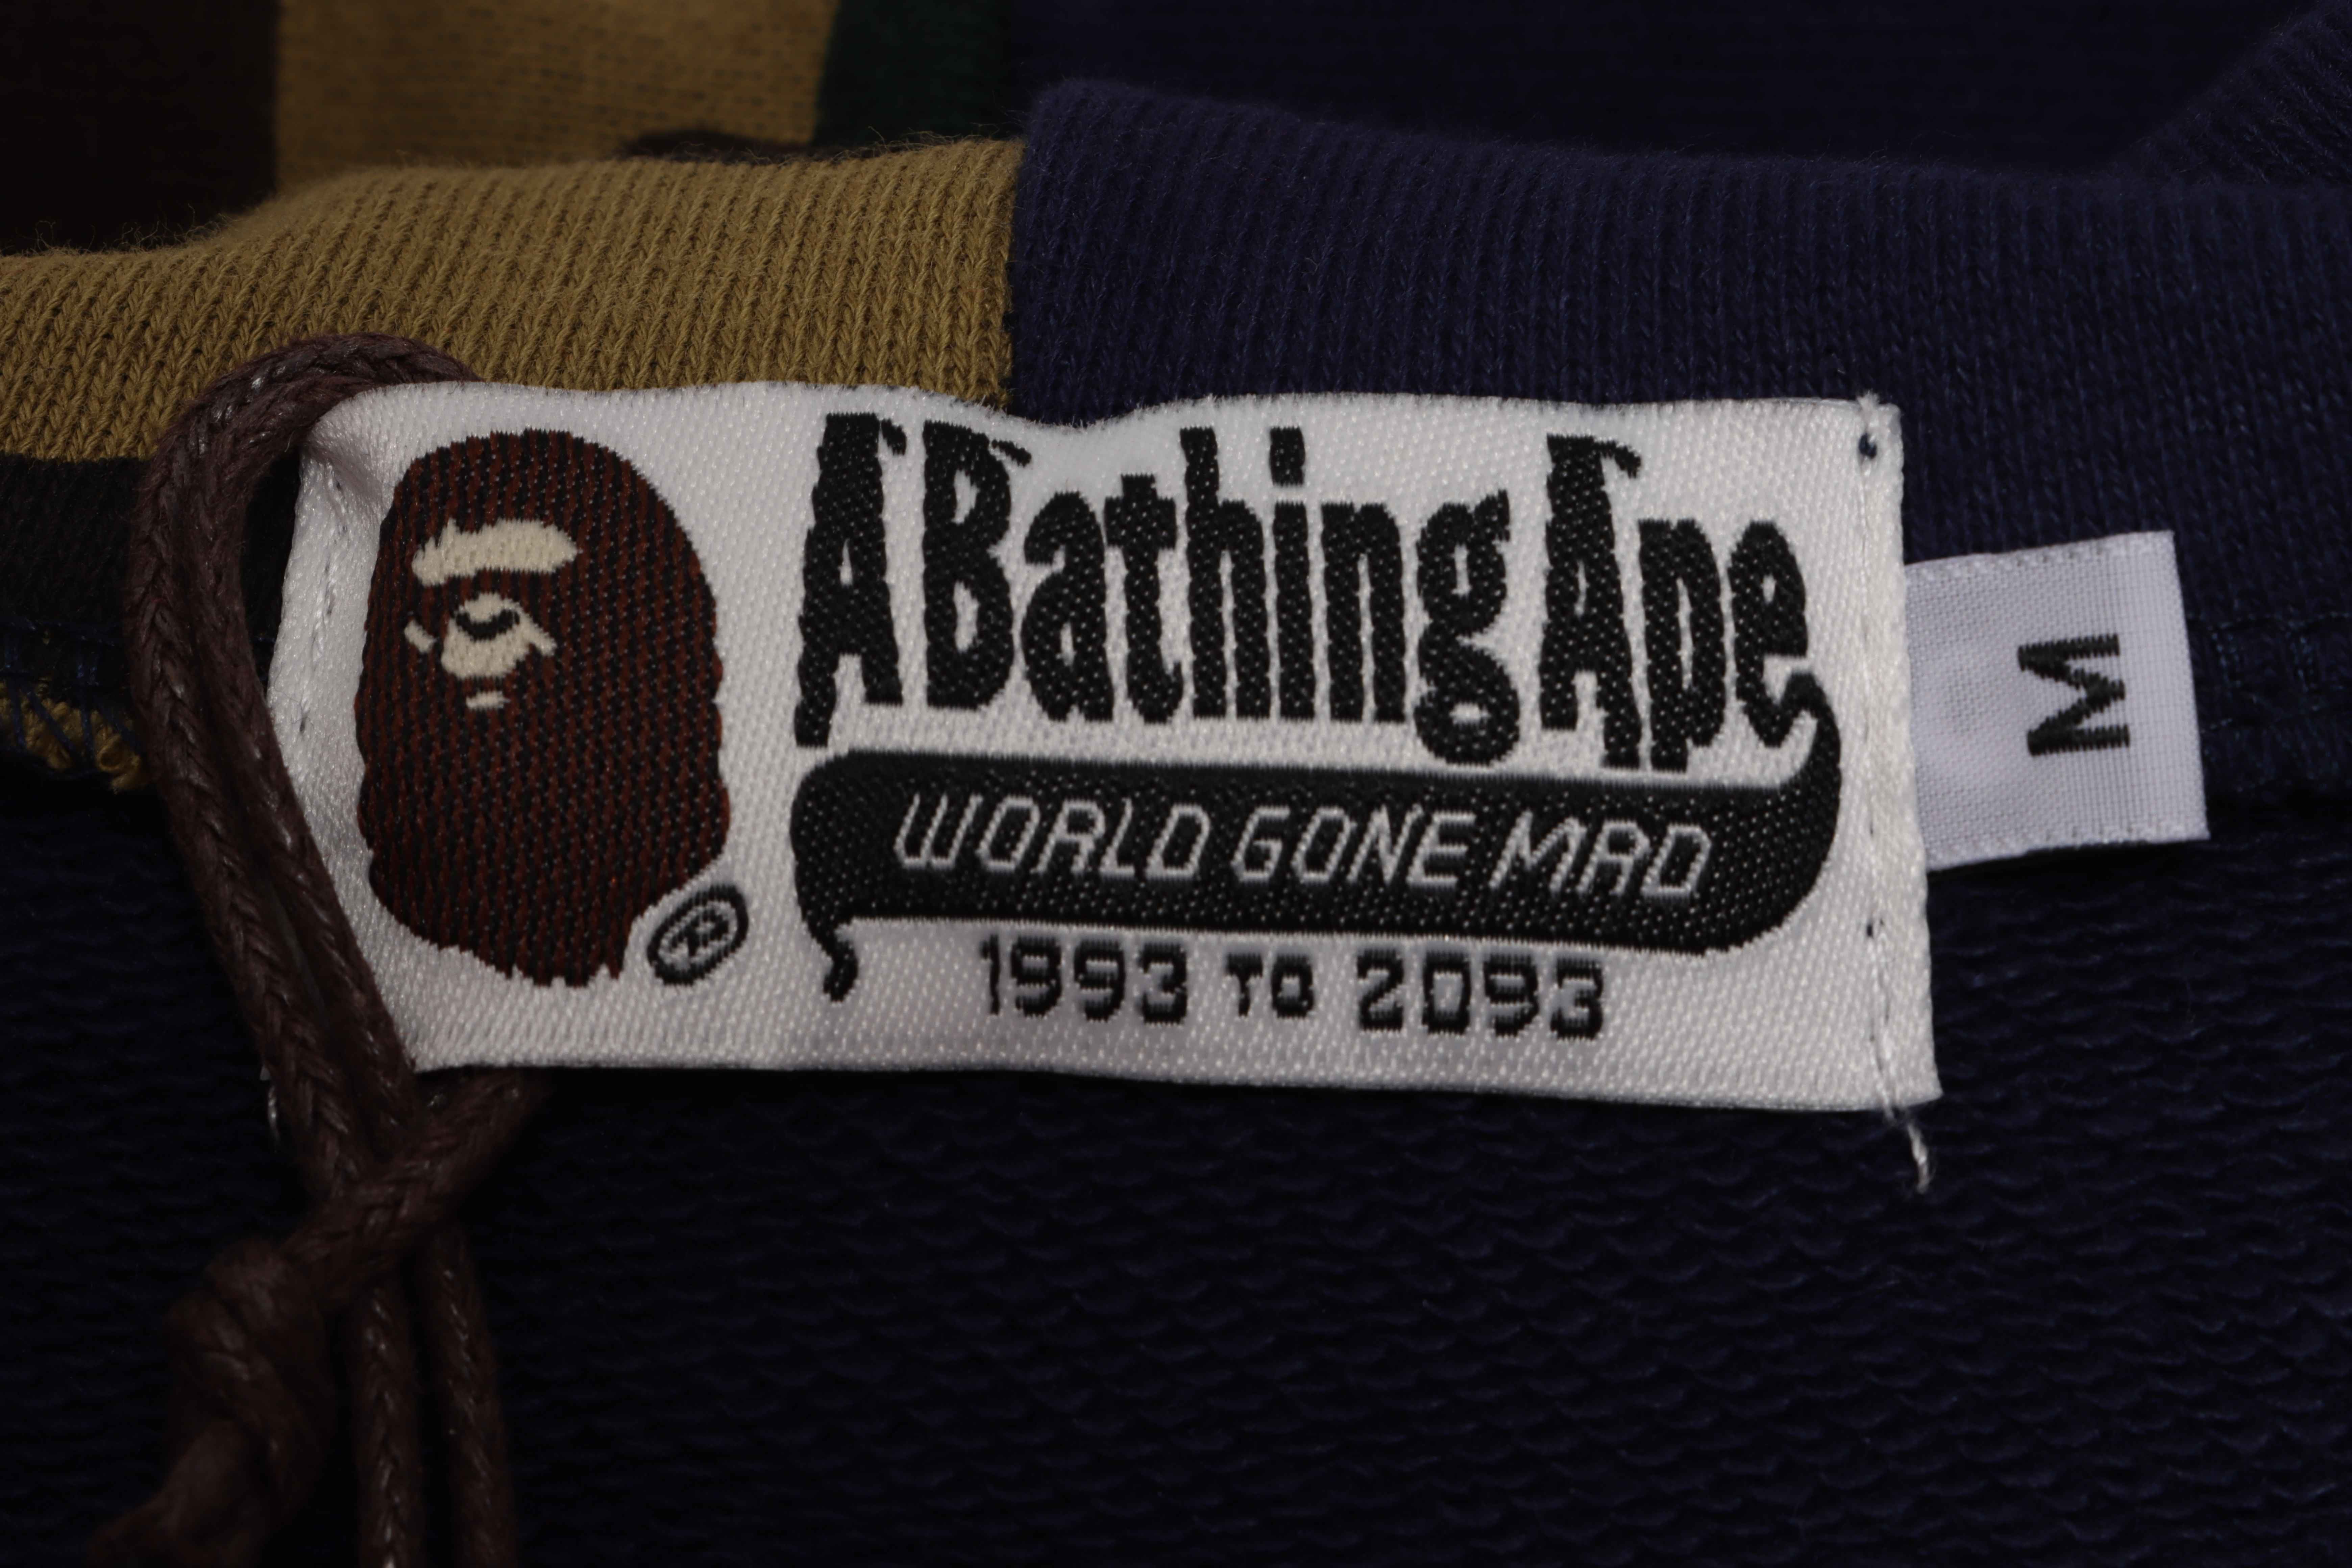 A Bathing Ape
WORLD GONE MAD
1993 TO 2093
®
M